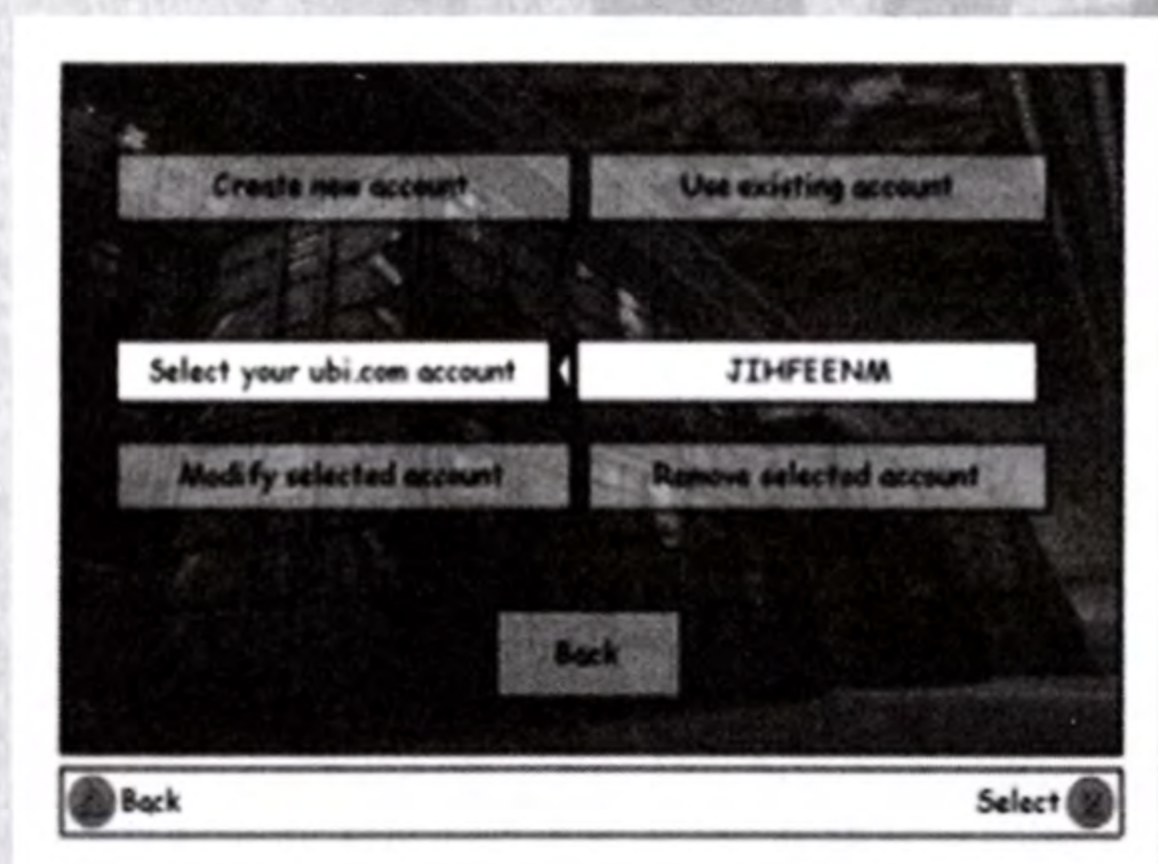 Create new account
Use existing account
Select your ubi.com account
JIHFEENM
Modify selected account
Remove selected account
Back
Back
Select